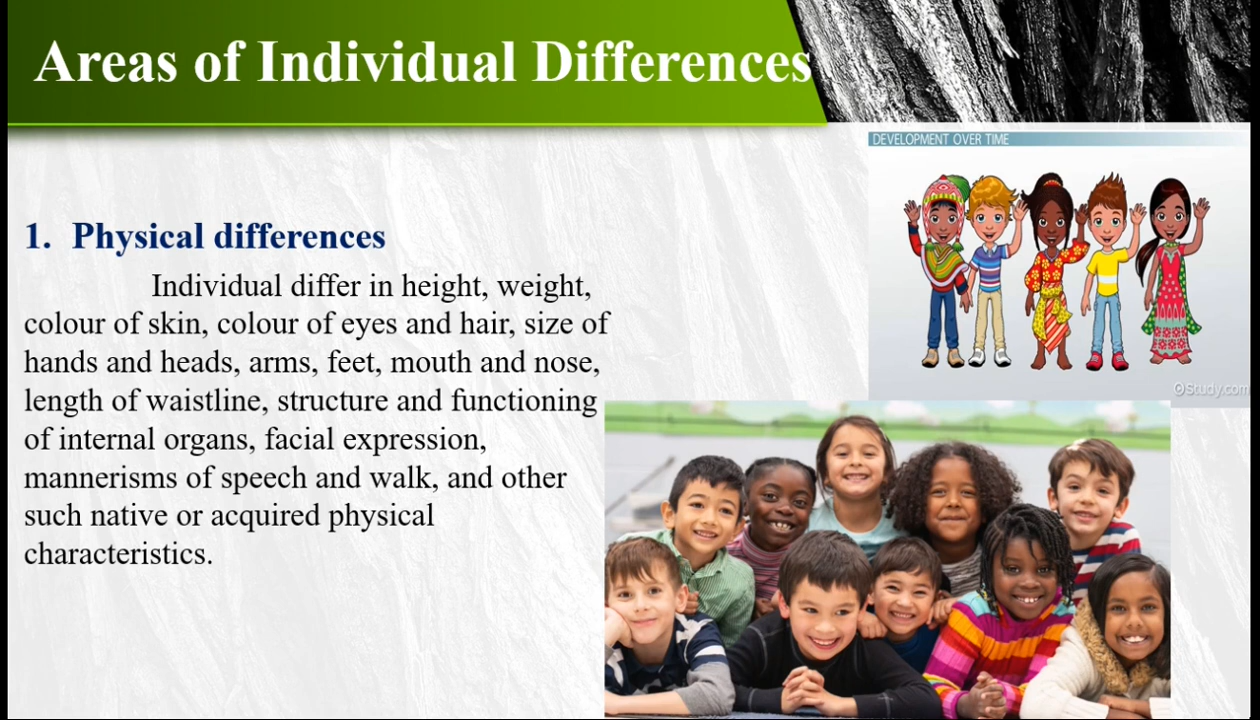 Areas of Individual Differences
DEVELOPMENT OVER TIME
1. Physical differences
Individual differ in height, weight,
colour of skin, colour of eyes and hair, size of
hands and heads, arms, feet, mouth and nose,
length of waistline, structure and functioning
of internal organs, facial expression,
mannerisms of speech and walk, and other
such native or acquired physical
characteristics.
Study.com